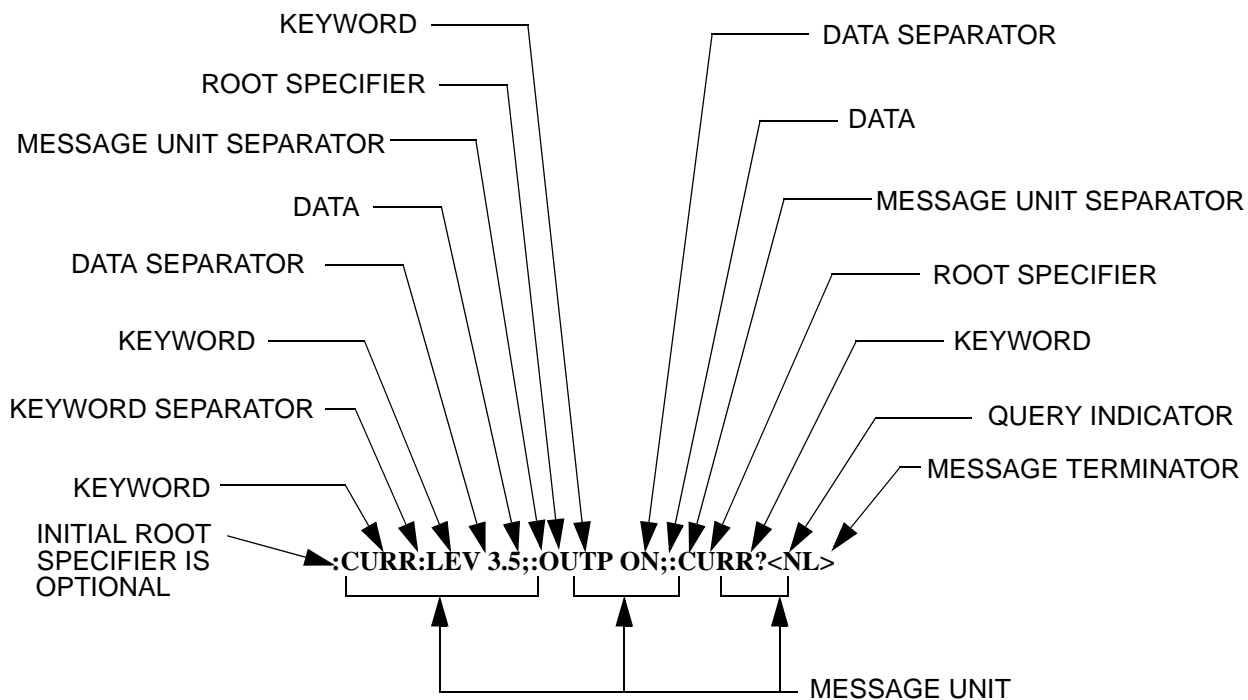 KEYWORD
DATA SEPARATOR
ROOT SPECIFIER
DATA
MESSAGE UNIT SEPARATOR
MESSAGE UNIT SEPARATOR
DATA
DATA SEPARATOR
ROOT SPECIFIER
KEYWORD
KEYWORD
KEYWORD SEPARATOR
QUERY INDICATOR
MESSAGE TERMINATOR
KEYWORD
INITIAL ROOT
SPECIFIER IS
OPTIONAL
:CURR:LEV 3.5;:OUTP ON;:CURR?<NL>
MESSAGE UNIT